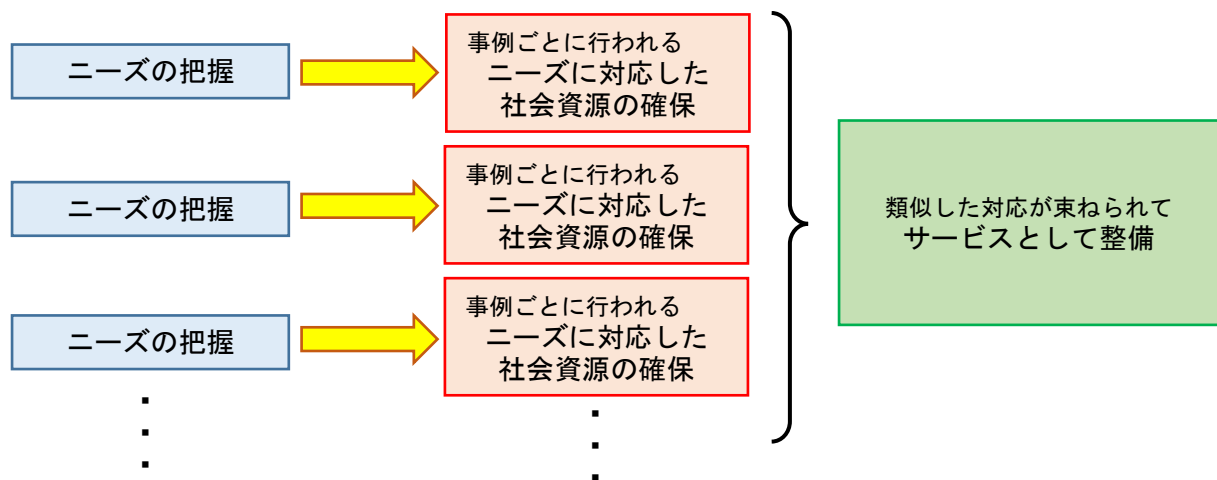 ニーズの把握
事例ごとに行われる
ニーズに対応した
社会資源の確保
ニーズの把握
事例ごとに行われる
ニーズに対応した
社会資源の確保
ニーズの把握
事例ごとに行われる
ニーズに対応した
社会資源の確保
類似した対応が束ねられて
サービスとして整備